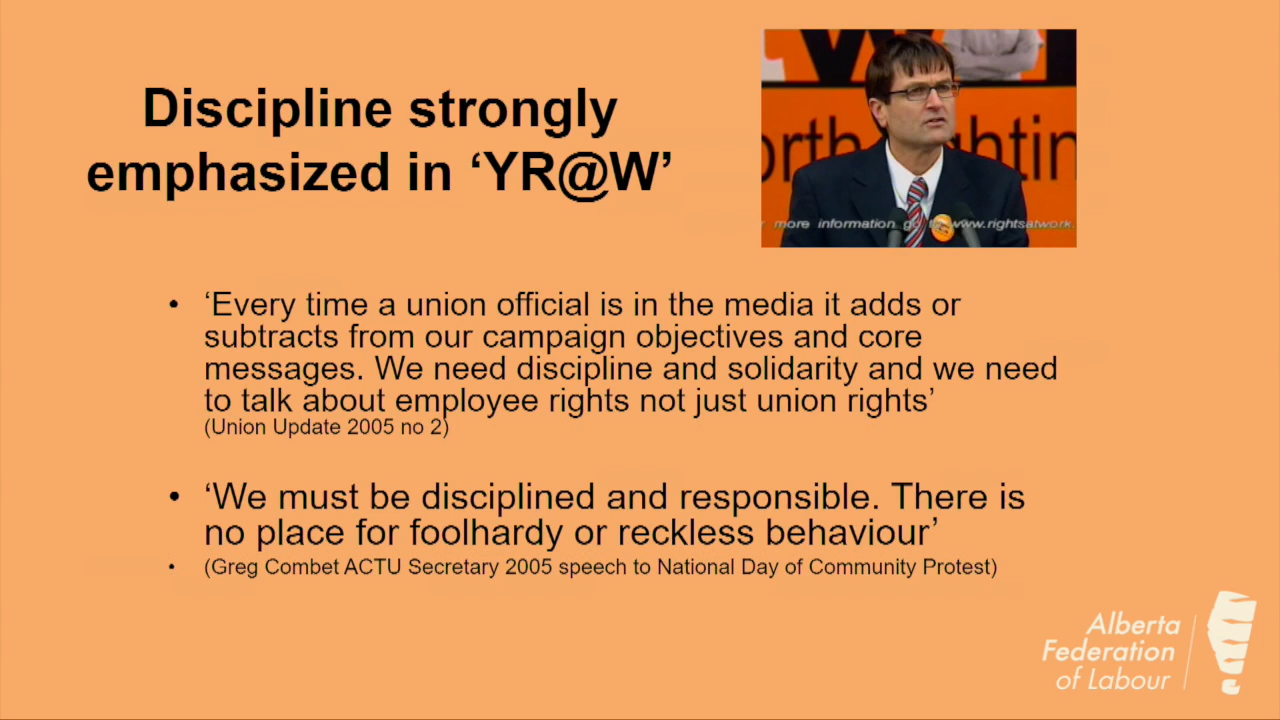 Discipline strongly
emphasized in ‘YR@W’
more information go to www.rightsatwork.
• ‘Every time a union official is in the media it adds or
subtracts from our campaign objectives and core
messages. We need discipline and solidarity and we need
to talk about employee rights not just union rights’
(Union Update 2005 no 2)
• ‘We must be disciplined and responsible. There is
no place for foolhardy or reckless behaviour’
• (Greg Combet ACTU Secretary 2005 speech to National Day of Community Protest)
Alberta
Federation
of Labour